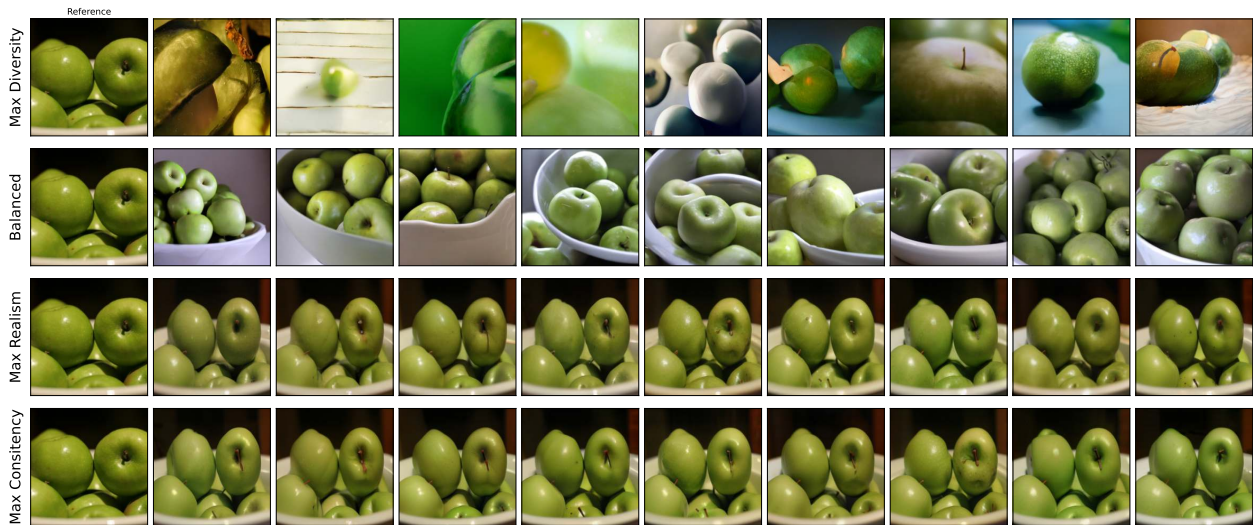 Reference
Max Diversity
Balanced
Max Realism
Max Consitency